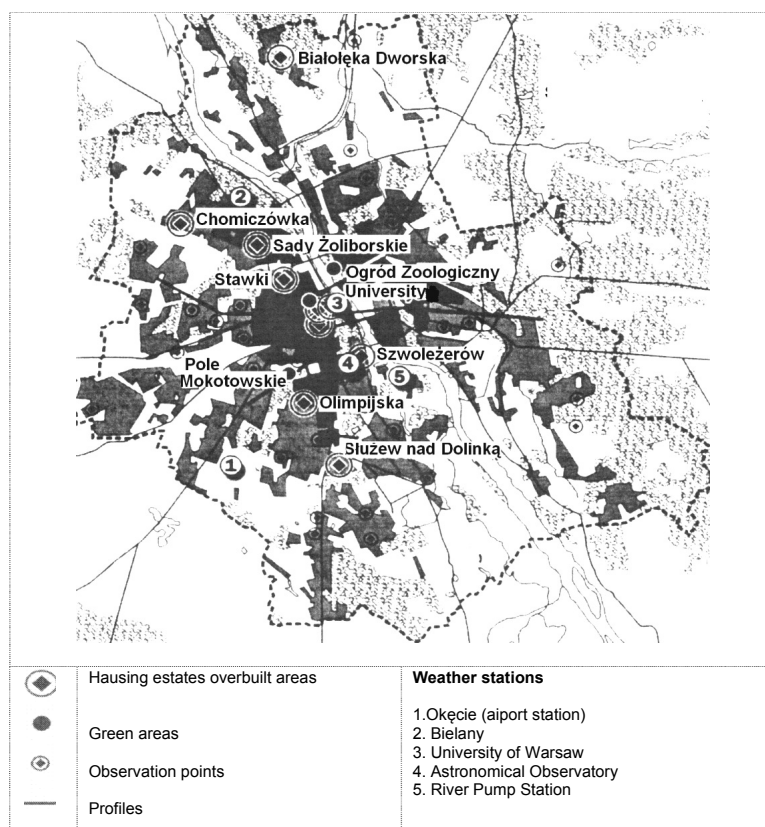 Białołęka Dworska
2
Chomiczówka
Sady Żoliborskie
Stawki
Ogród Zoologiczny
University
3
Szwoleżerów
4
Pole
Mokotowskie
5
Olimpijska
Służew nad Dolinką
1
Hausing estates overbuilt areas
Green areas
Observation points
Profiles
Weather stations
1.Okęcie (aiport station)
2. Bielany
3. University of Warsaw
4. Astronomical Observatory
5. River Pump Station